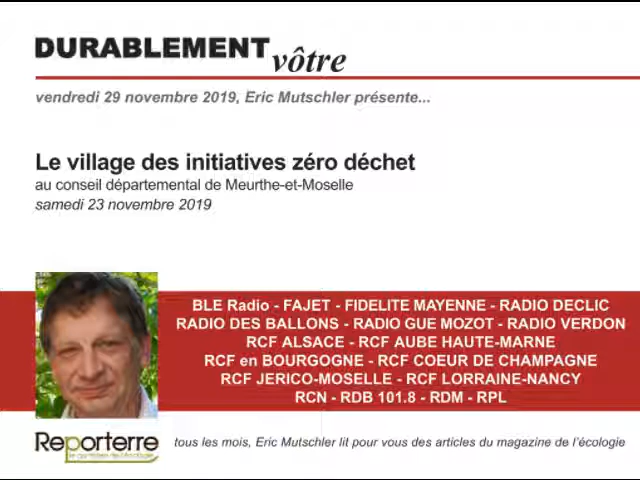 DURABLEMENT vôtre
vendredi 29 novembre 2019, Eric Mutschler présente...
Le village des initiatives zéro déchet
au conseil départemental de Meurthe-et-Moselle
samedi 23 novembre 2019
BLE Radio - FAJET - FIDELITE MAYENNE - RADIO DECLIC
RADIO DES BALLONS - RADIO GUE MOZOT - RADIO VERDON
RCF ALSACE - RCF AUBE HAUTE-MARNE
RCF en BOURGOGNE - RCF COEUR DE CHAMPAGNE
RCF JERICO-MOSELLE - RCF LORRAINE-NANCY
RCN - RDB 101.8 - RDM - RPL
Reporterre
le quotidien de l'écologie
tous les mois, Eric Mutschler lit pour vous des articles du magazine de l'écologie